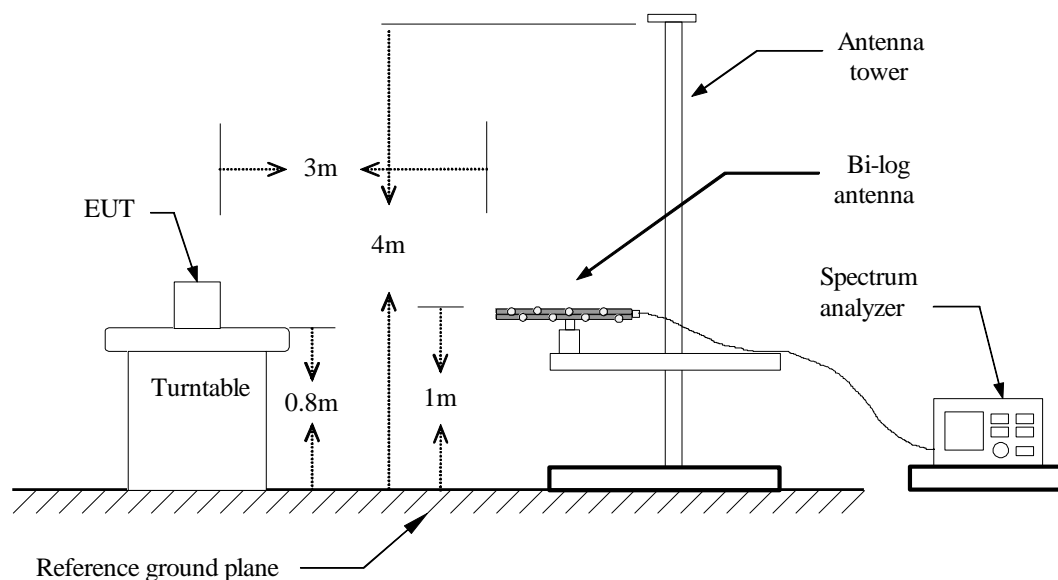 Antenna
tower
3m
Bi-log
antenna
EUT
4m
Spectrum
analyzer
Turntable
0.8m
1m
Reference ground plane